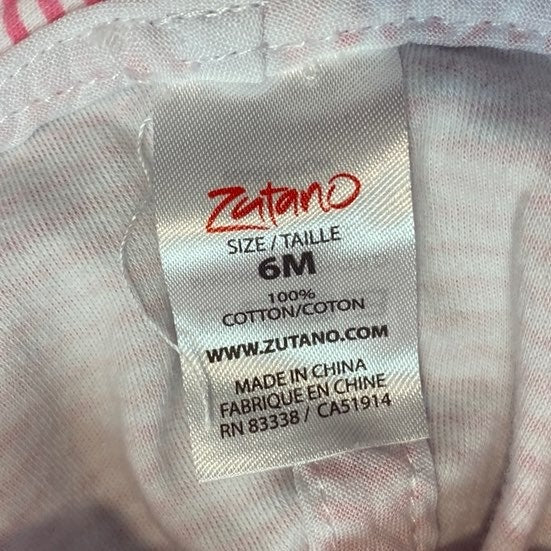 Zutano
SIZE / TAILLE
6M
100%
COTTON/COTON
WWW.ZUTANO.COM
MADE IN CHINA
FABRIQUE EN CHINE
RN 83338 / CA51914